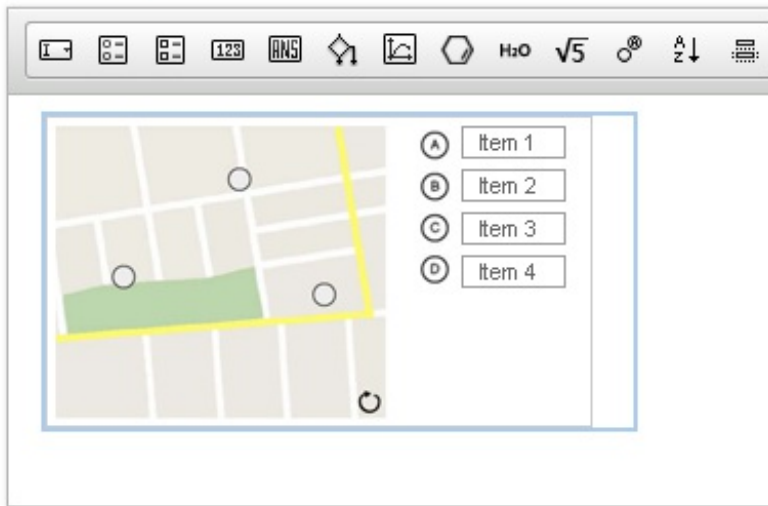 123 ANS H₂O √5 A Z
A Item 1
B Item 2
C Item 3
D Item 4